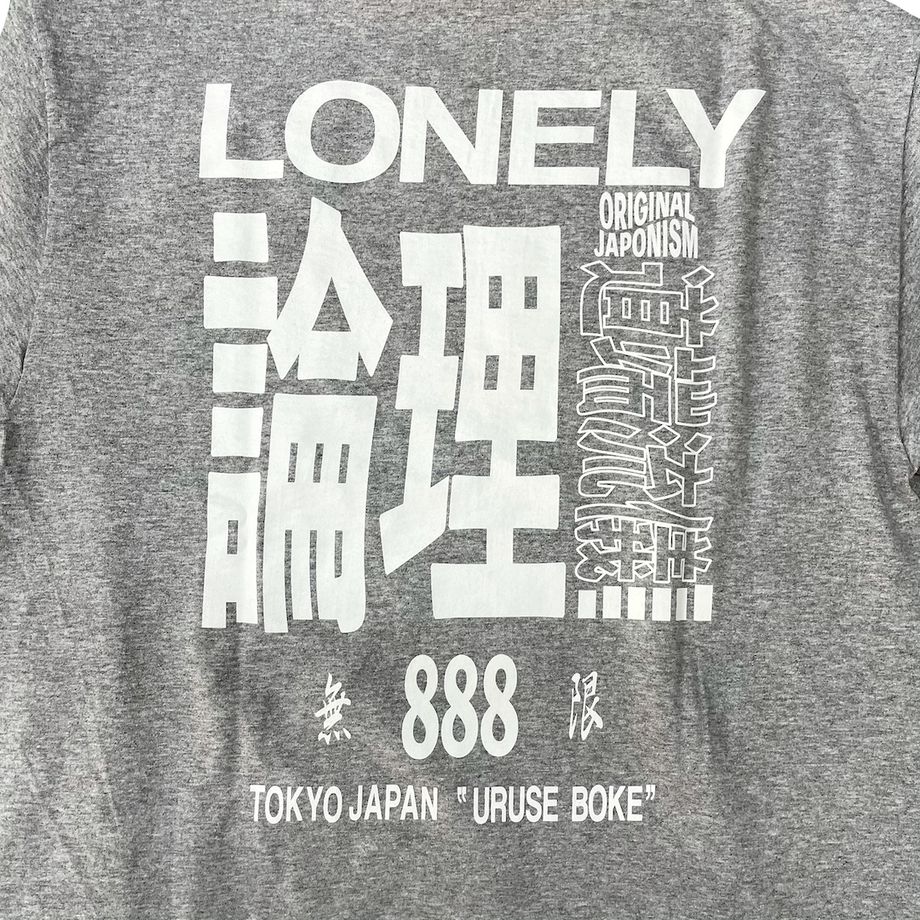 LONELY
論理
ORIGINAL
JAPONISM
無 888 限
TOKYO JAPAN "URUSE BOKE"